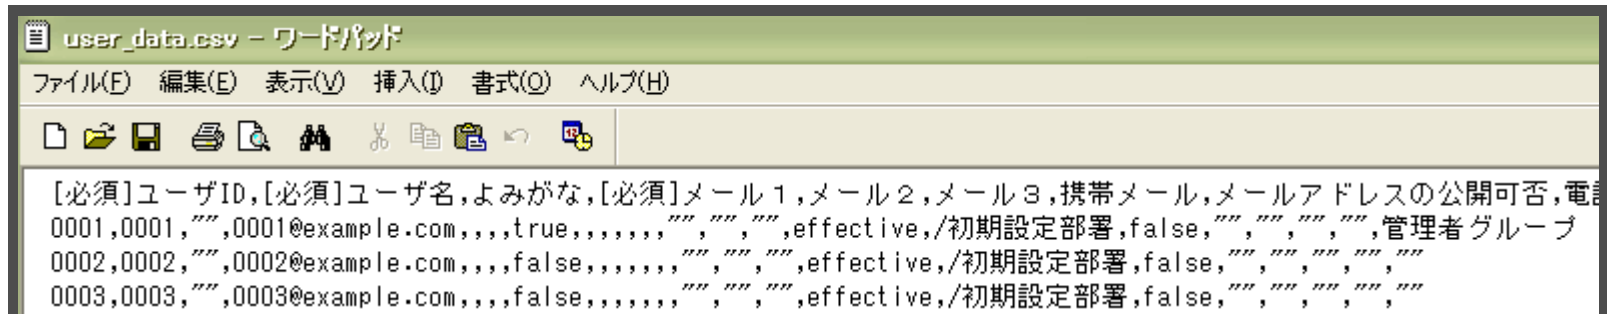 user_data.csv - ワードパッド
ファイル(F) 編集(E) 表示(V) 挿入(I) 書式(O) ヘルプ(H)
[必須]ユーザID,[必須]ユーザ名,よみがな,[必須]メール１,メール２,メール３,携帯メール,メールアドレスの公開可否,電
0001,0001,"",0001@example.com,,,,true,,,,,,,"","","",effective,/初期設定部署,false,"","","","",管理者グループ
0002,0002,"",0002@example.com,,,,false,,,,,,,"","","",effective,/初期設定部署,false,"","","","",""
0003,0003,"",0003@example.com,,,,false,,,,,,,"","","",effective,/初期設定部署,false,"","","","",""